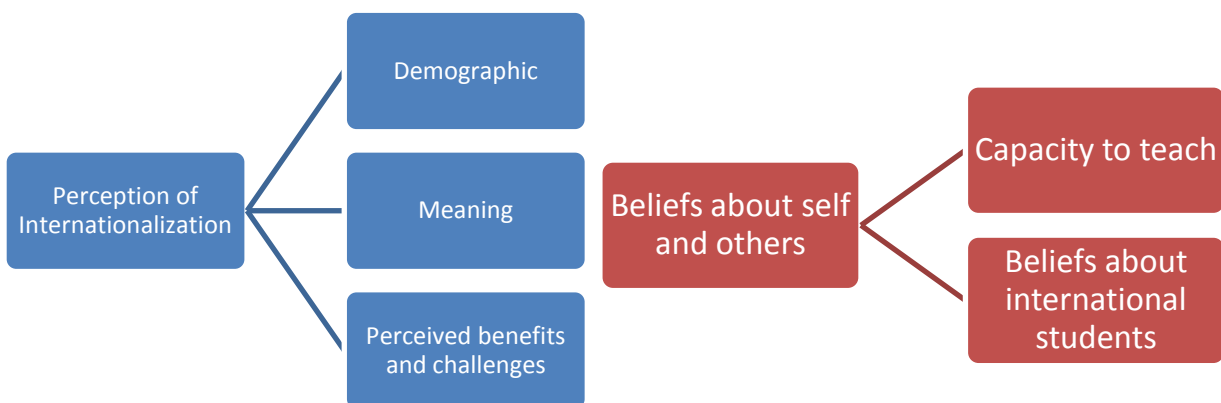 Perception of
Internationalization
Demographic
Meaning
Perceived benefits
and challenges
Beliefs about self
and others
Capacity to teach
Beliefs about
international
students